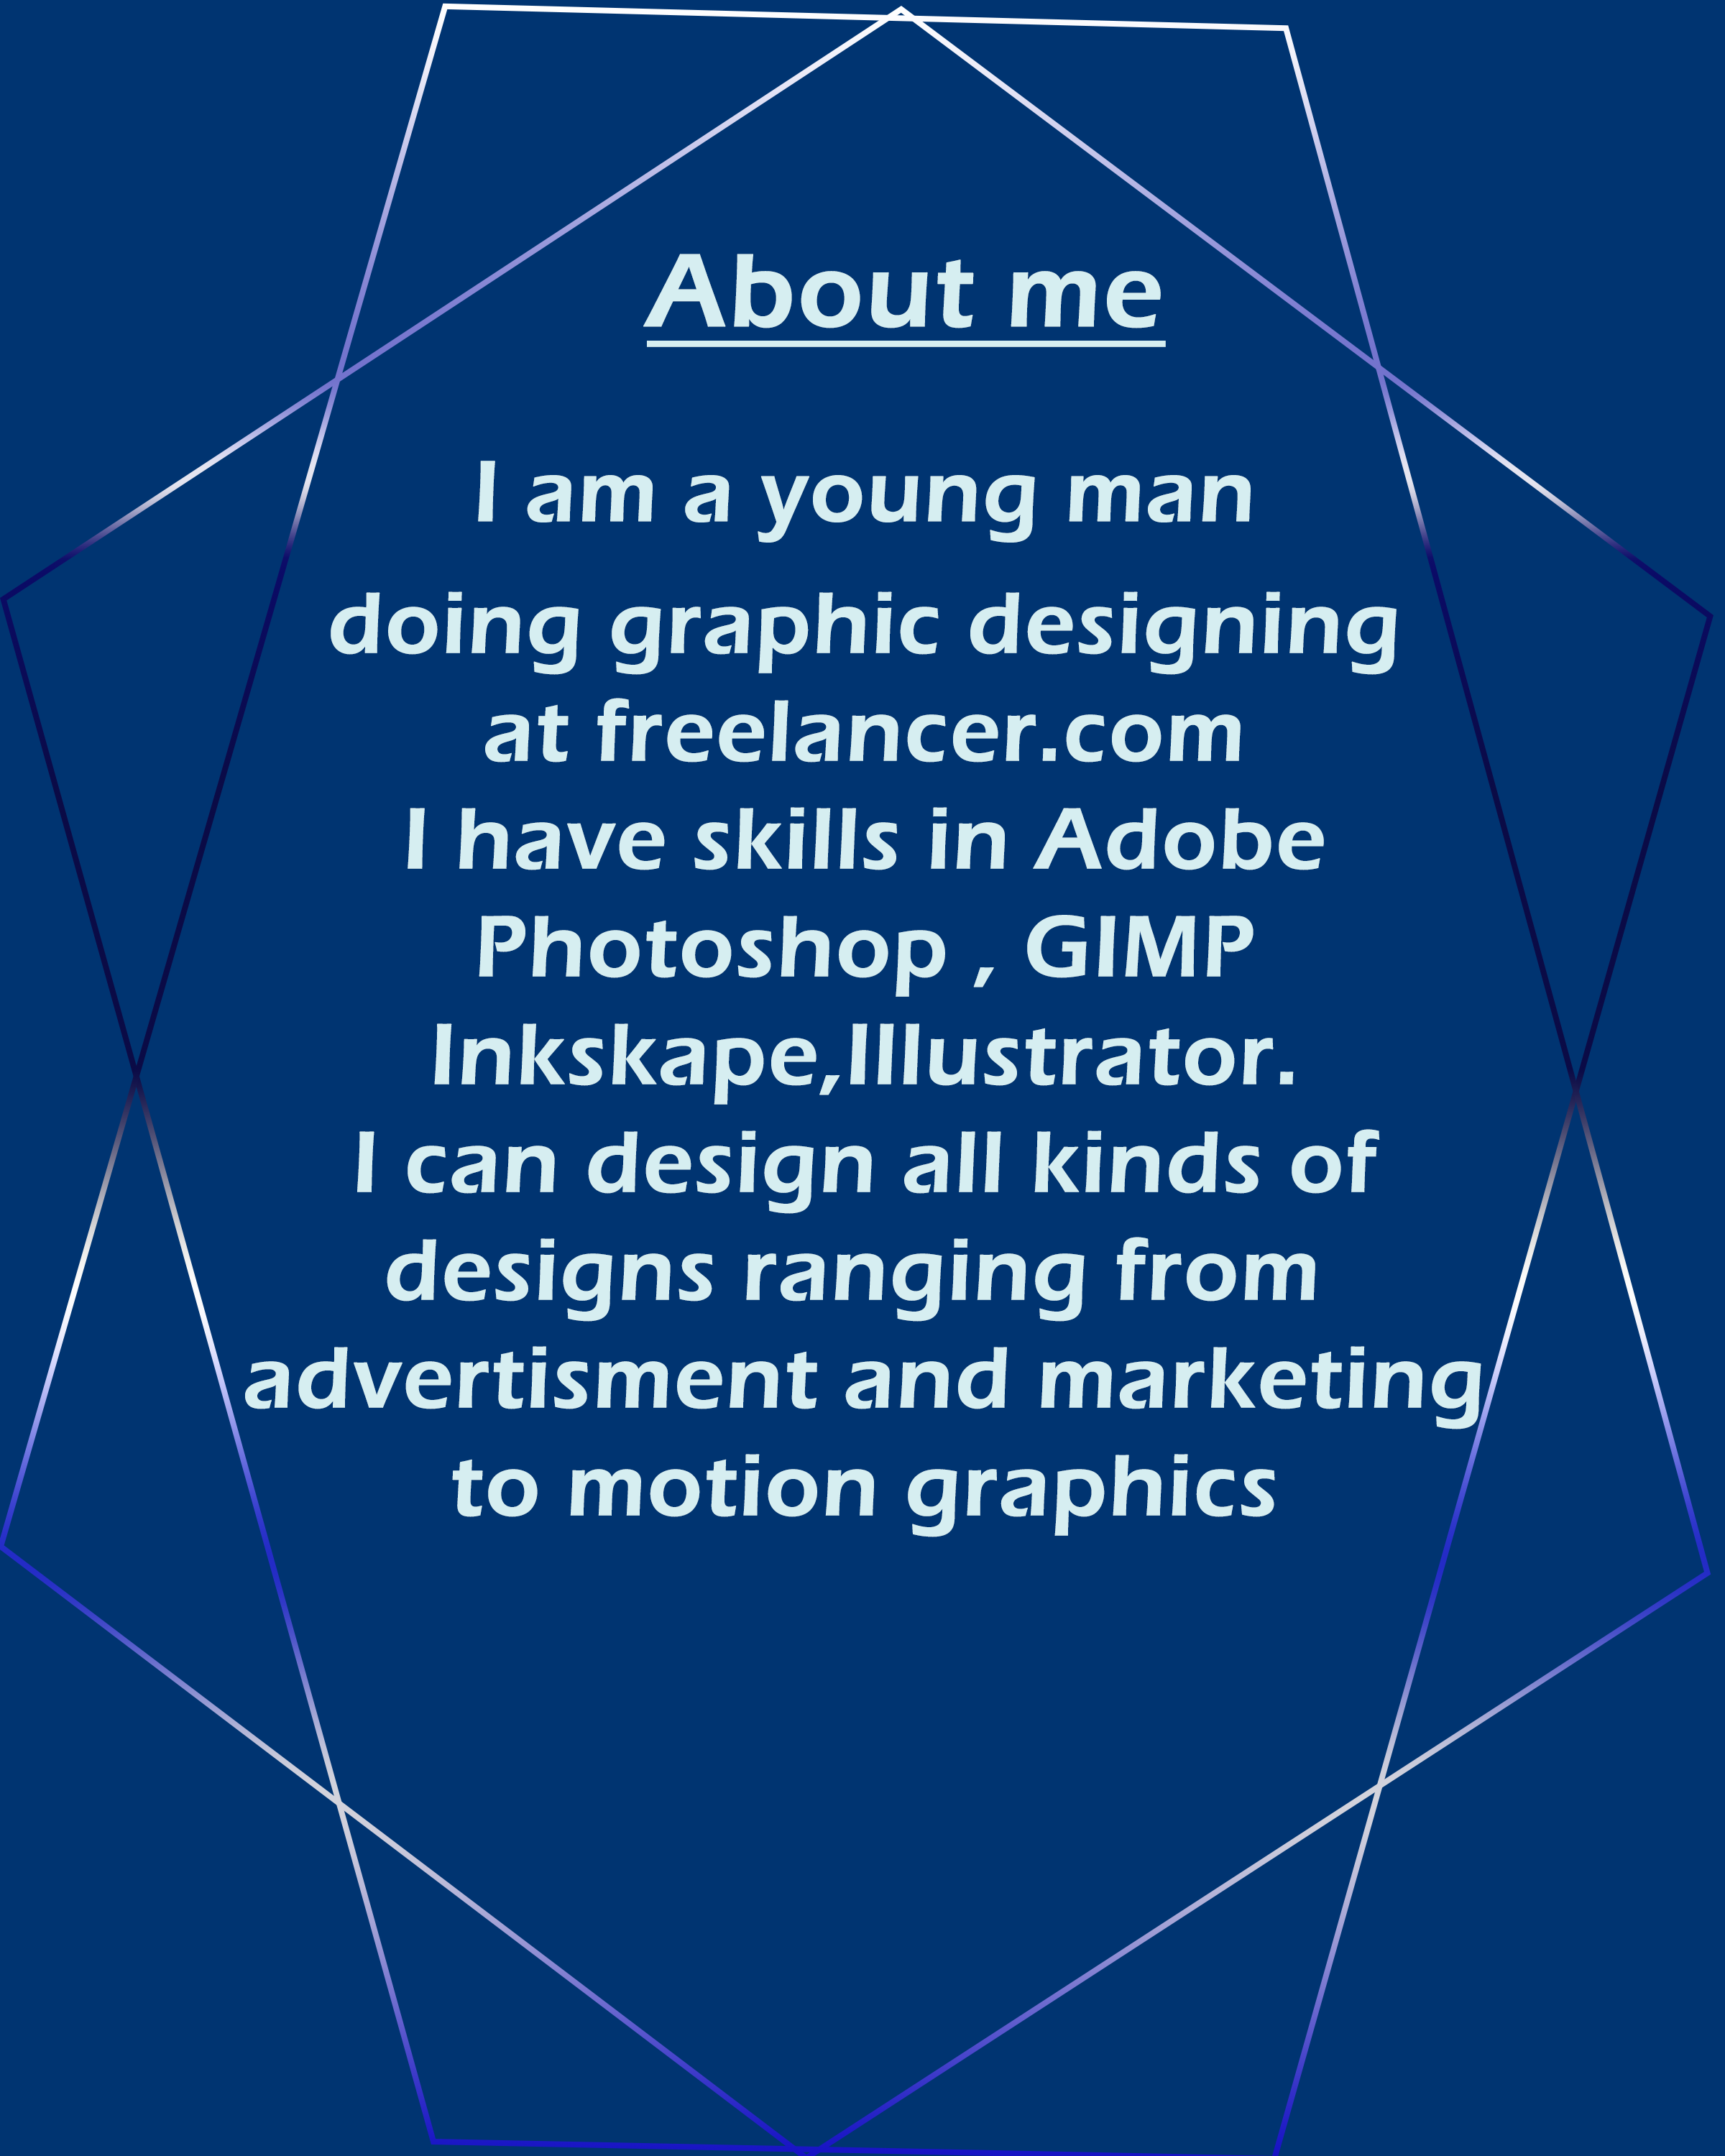 About me
I am a young man
doing graphic designing
at freelancer.com
I have skills in Adobe
Photoshop , GIMP
Inkskape,Illustrator.
I can design all kinds of
designs ranging from
advertisment and marketing
to motion graphics